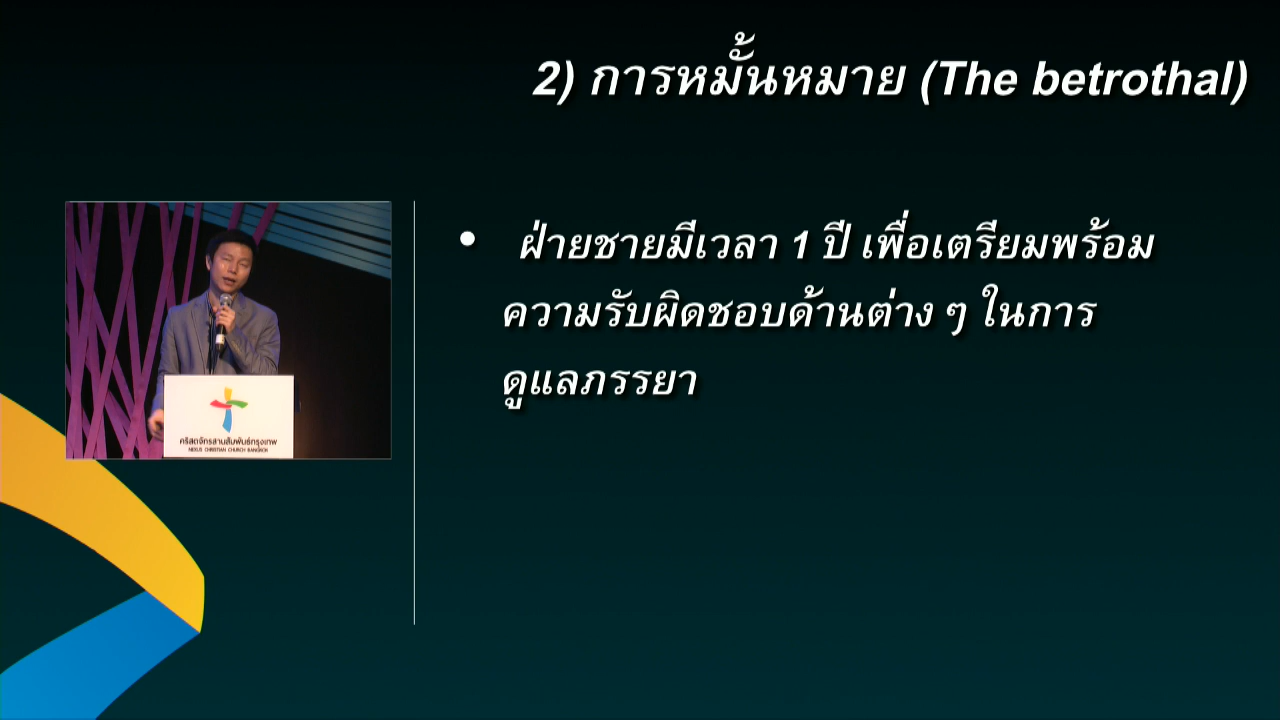 2) การหมั้นหมาย (The betrothal)
• ฝ่ายชายมีเวลา 1 ปี เพื่อเตรียมพร้อม
ความรับผิดชอบด้านต่าง ๆ ในการ
ดูแลภรรยา
คริสตจักรสานสัมพันธ์กรุงเทพ
NEXUS CHRISTIAN CHURCH BANGKOK